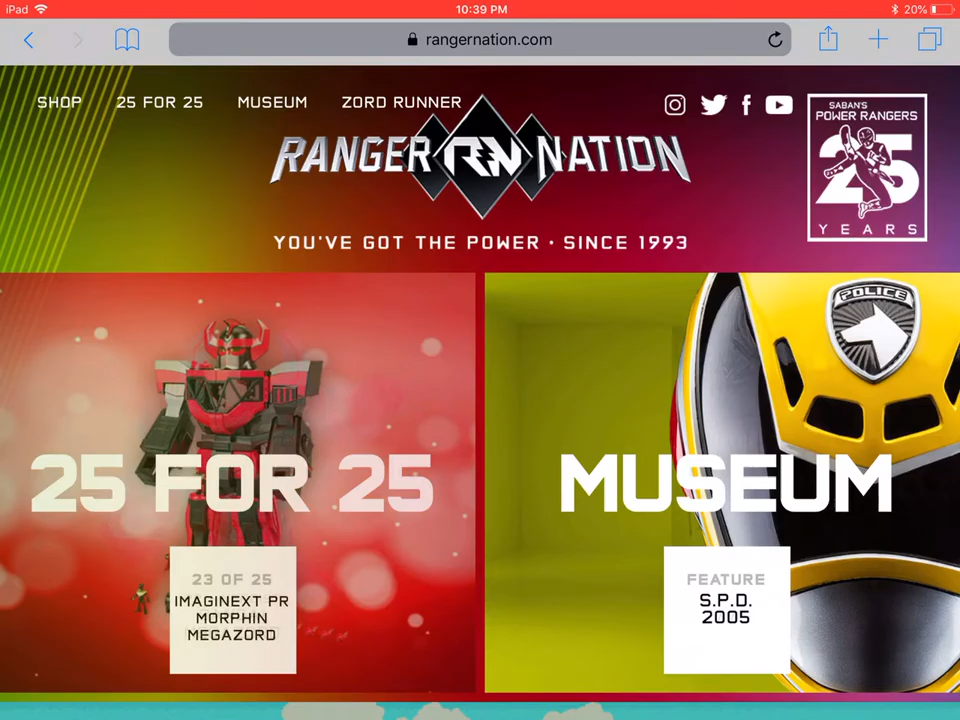 iPad 10:39 PM 20%
rangernation.com
SHOP 25 FOR 25 MUSEUM ZORD RUNNER
RANGER RN NATION
YOU'VE GOT THE POWER · SINCE 1993
SABAN'S
POWER RANGERS
25
YEARS
25 FOR 25
23 OF 25
IMAGINEXT PR
MORPHIN
MEGAZORD
POLICE
MUSEUM
FEATURE
S.P.D.
2005